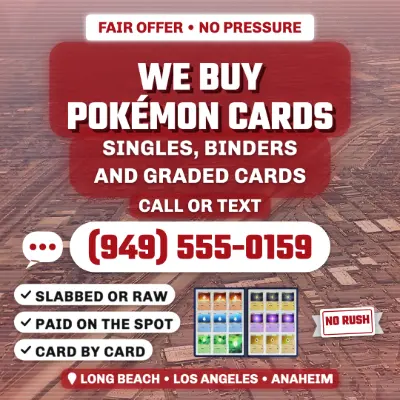 FAIR OFFER • NO PRESSURE
WE BUY
POKÉMON CARDS
SINGLES, BINDERS
AND GRADED CARDS
CALL OR TEXT
(949) 555-0159
SLABBED OR RAW
PAID ON THE SPOT
CARD BY CARD
NO RUSH
LONG BEACH • LOS ANGELES • ANAHEIM